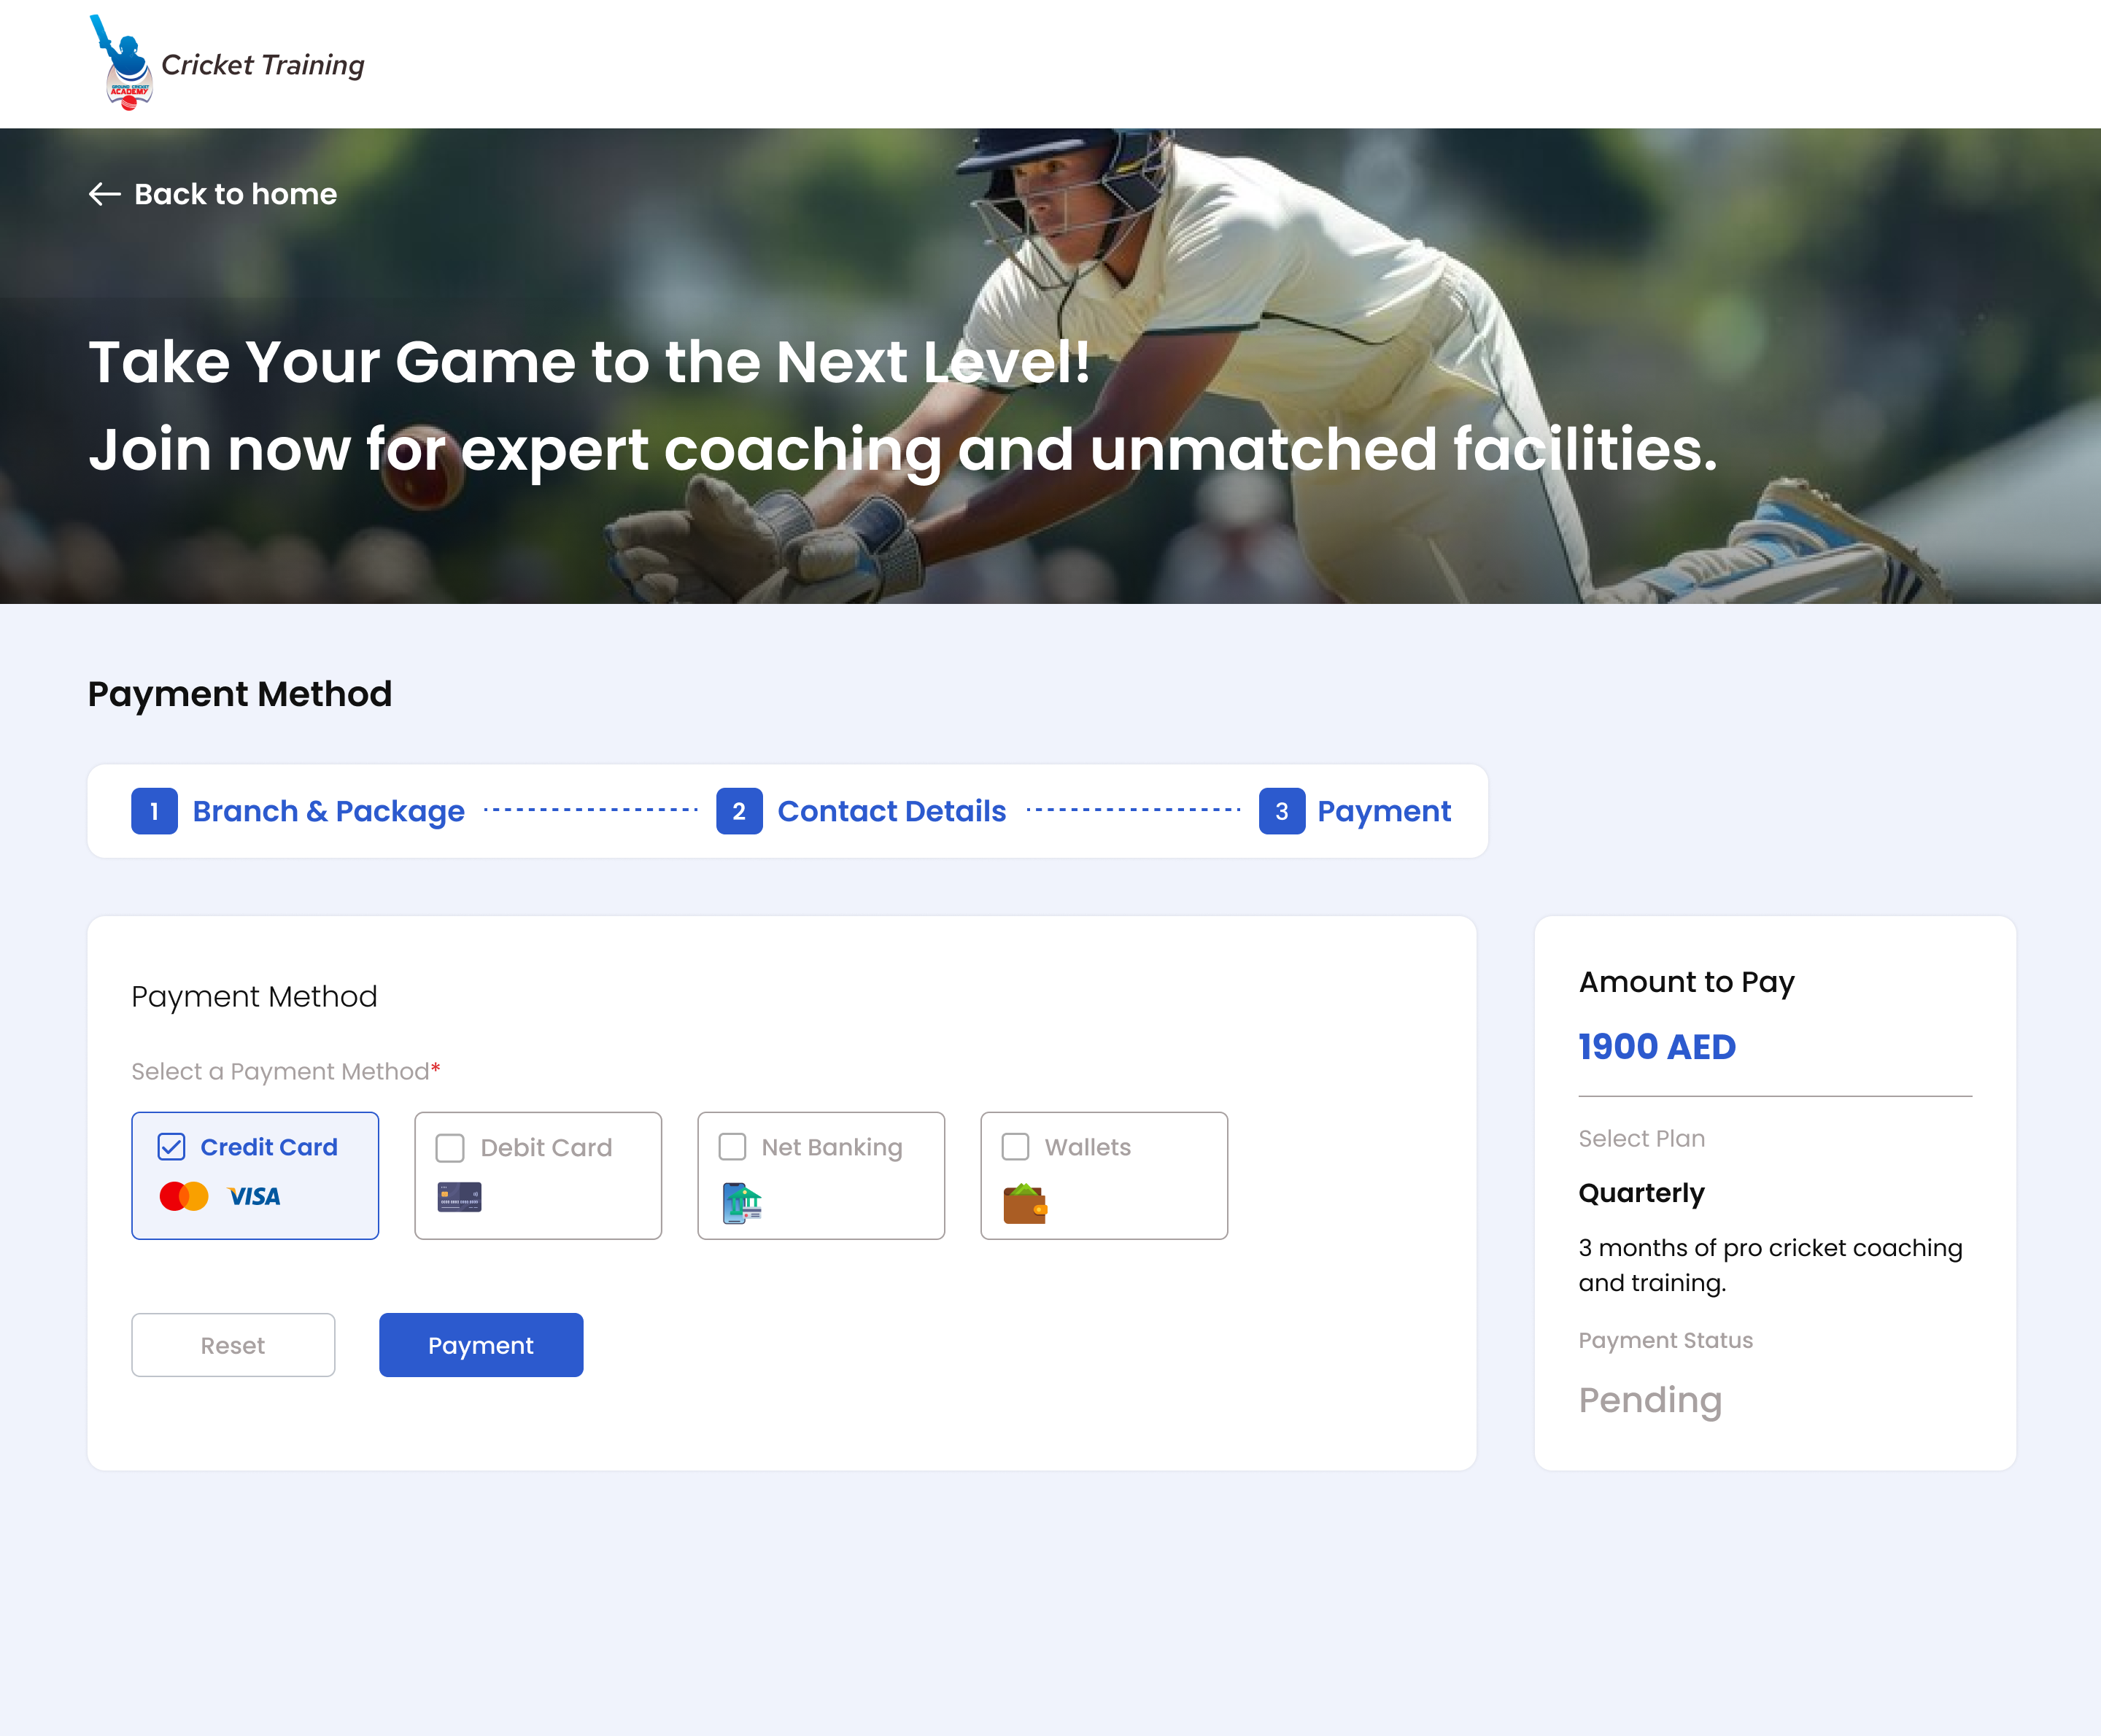 GROUND CRICKET
ACADEMY
Cricket Training
Back to home
Take Your Game to the Next Level!
Join now for expert coaching and unmatched facilities.
Payment Method
1 Branch & Package 2 Contact Details 3 Payment
Payment Method
Select a Payment Method*
Credit Card Debit Card Net Banking Wallets
VISA
Reset Payment
Amount to Pay
1900 AED
Select Plan
Quarterly
3 months of pro cricket coaching
and training.
Payment Status
Pending